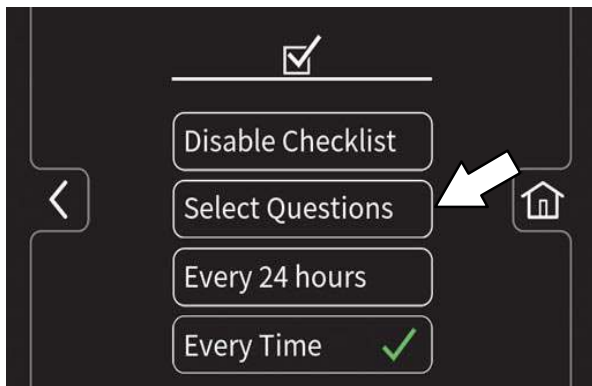 Disable Checklist
Select Questions
Every 24 hours
Every Time